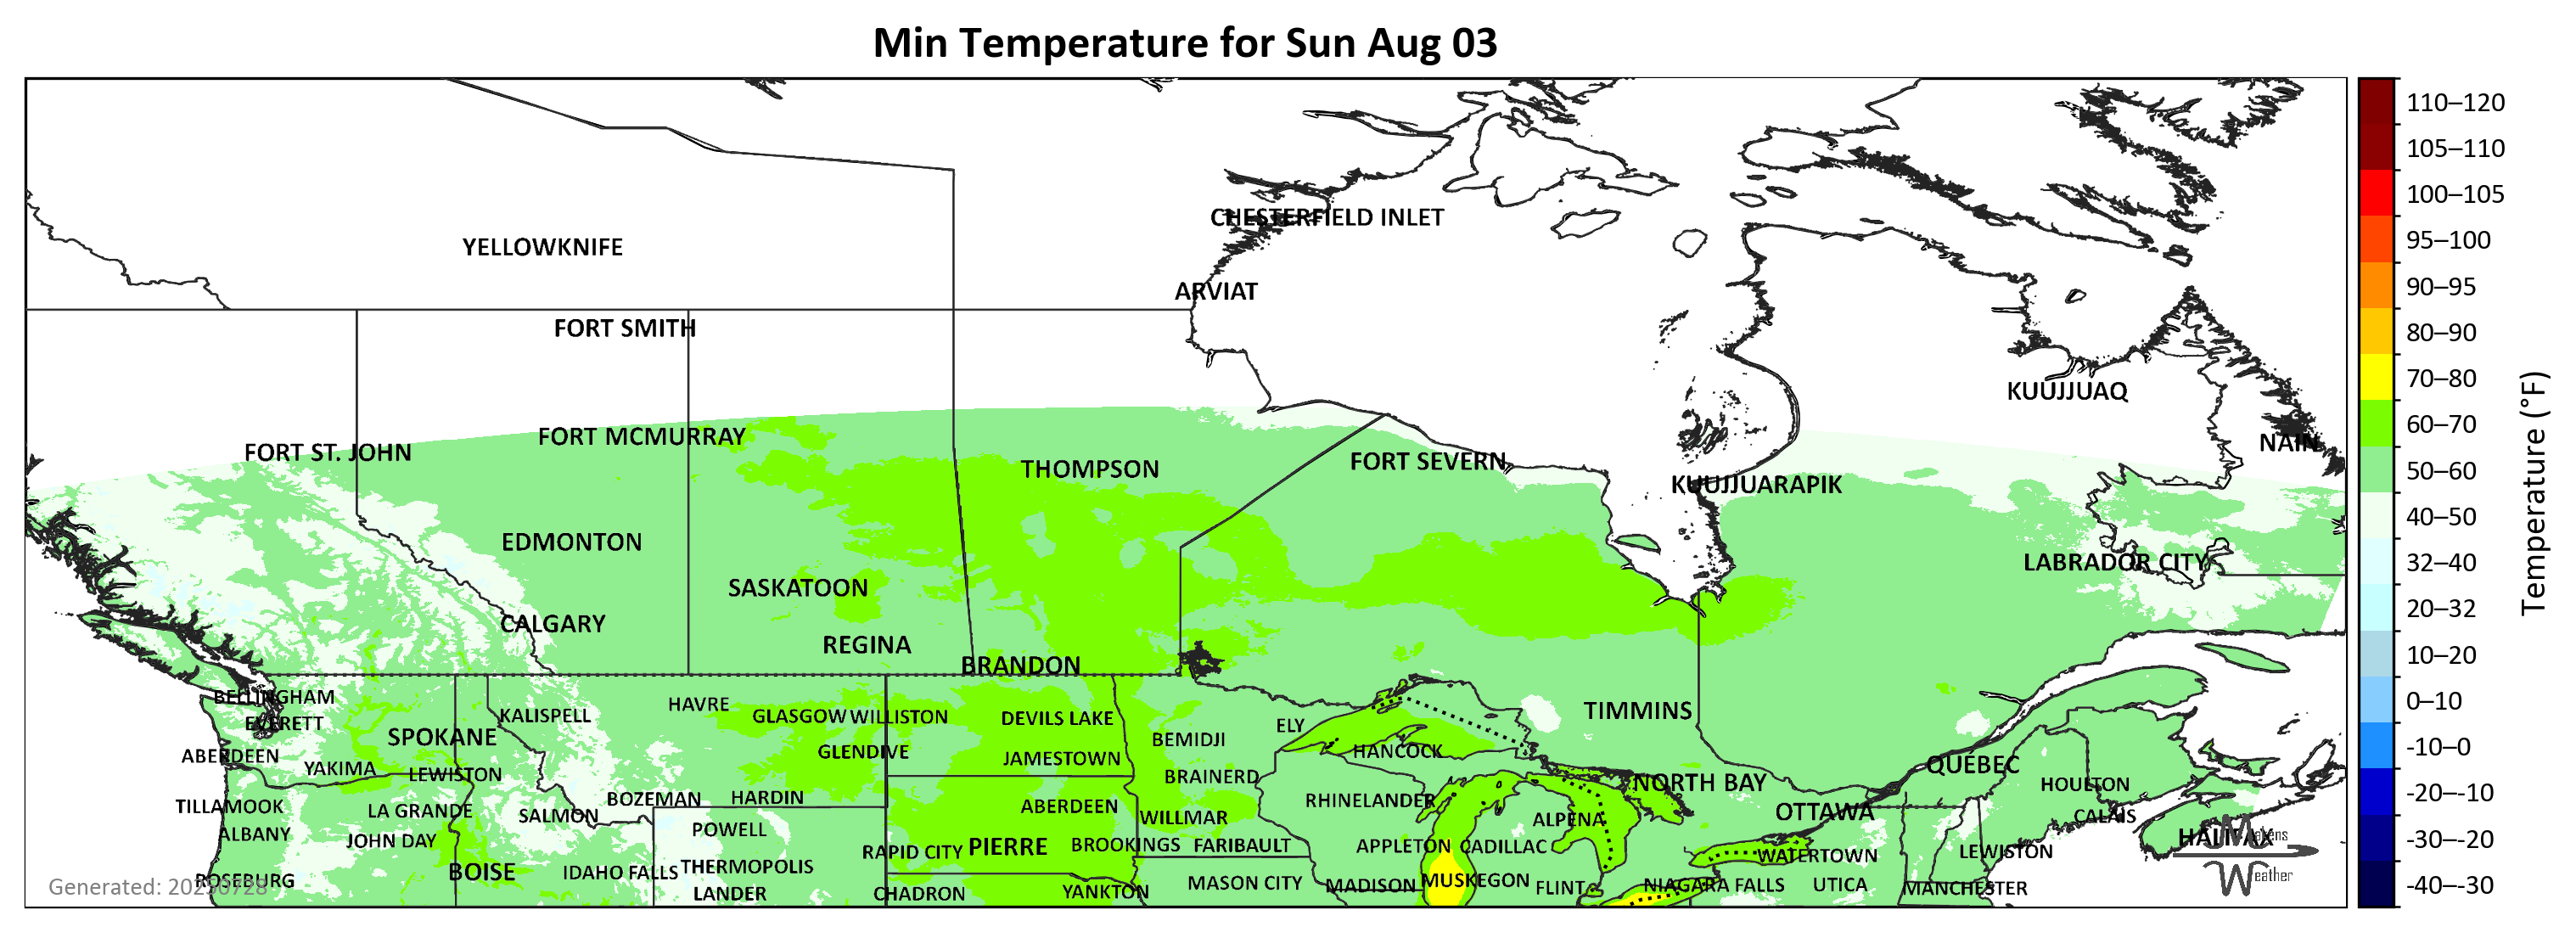 Min Temperature for Sun Aug 03
110–120
105–110
100–105
95–100
90–95
80–90
70–80
60–70
50–60
40–50
32–40
20–32
10–20
0–10
-10–0
-20–-10
-30–-20
-40–-30
Temperature (°F)
CHESTERFIELD INLET
YELLOWKNIFE
ARVIAT
FORT SMITH
KUUJJUAQ
FORT MCMURRAY
NAIN
FORT ST. JOHN
FORT SEVERN
THOMPSON
KUUJJUARAPIK
EDMONTON
LABRADOR CITY
SASKATOON
CALGARY
REGINA
BRANDON
BELLINGHAM
HAVRE
TIMMINS
KALISPELL
GLASGOW
WILLISTON
DEVILS LAKE
EVERETT
ELY
SPOKANE
BEMIDJI
HANCOCK
GLENDIVE
ABERDEEN
JAMESTOWN
QUEBEC
YAKIMA
LEWISTON
BRAINERD
NORTH BAY
HOULTON
BOZEMAN
HARDIN
RHINELANDER
TILLAMOOK
LA GRANDE
ABERDEEN
OTTAWA
SALMON
WILLMAR
CALAIS
ALPENA
POWELL
ALBANY
HALIFAX
JOHN DAY
PIERRE
BROOKINGS
FARIBAULT
APPLETON
CADILLAC
RAPID CITY
LEWISTON
WATERTOWN
THERMOPOLIS
BOISE
IDAHO FALLS
ROSEBURG
MUSKEGON
MASON CITY
MADISON
FLINT
NIAGARA FALLS
UTICA
MANCHESTER
LANDER
CHADRON
YANKTON
Generated: 20250728
Makens
Weather